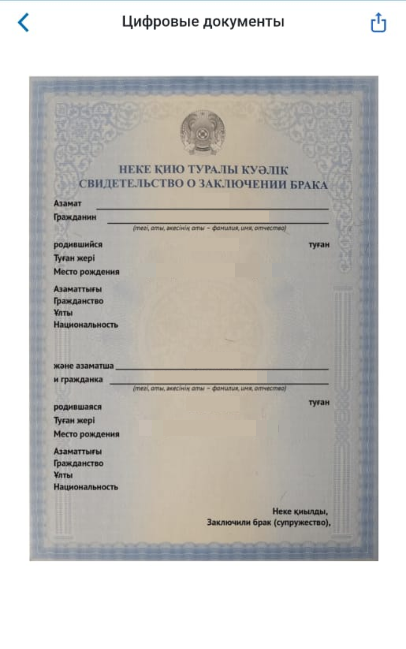 Цифровые документы
НЕКЕ ҚИЮ ТУРАЛЫ КУӘЛІК
СВИДЕТЕЛЬСТВО О ЗАКЛЮЧЕНИИ БРАКА
Азамат
Гражданин
(тегі, аты, әкесінің аты – фамилия, имя, отчество)
родившийся туған
Туған жері
Место рождения
Азаматтығы
Гражданство
Ұлты
Национальность
және азаматша
и гражданка
(тегі, аты, әкесінің аты – фамилия, имя, отчество)
родившаяся туған
Туған жері
Место рождения
Азаматтығы
Гражданство
Ұлты
Национальность
Неке қиылды,
Заключили брак (супружество),